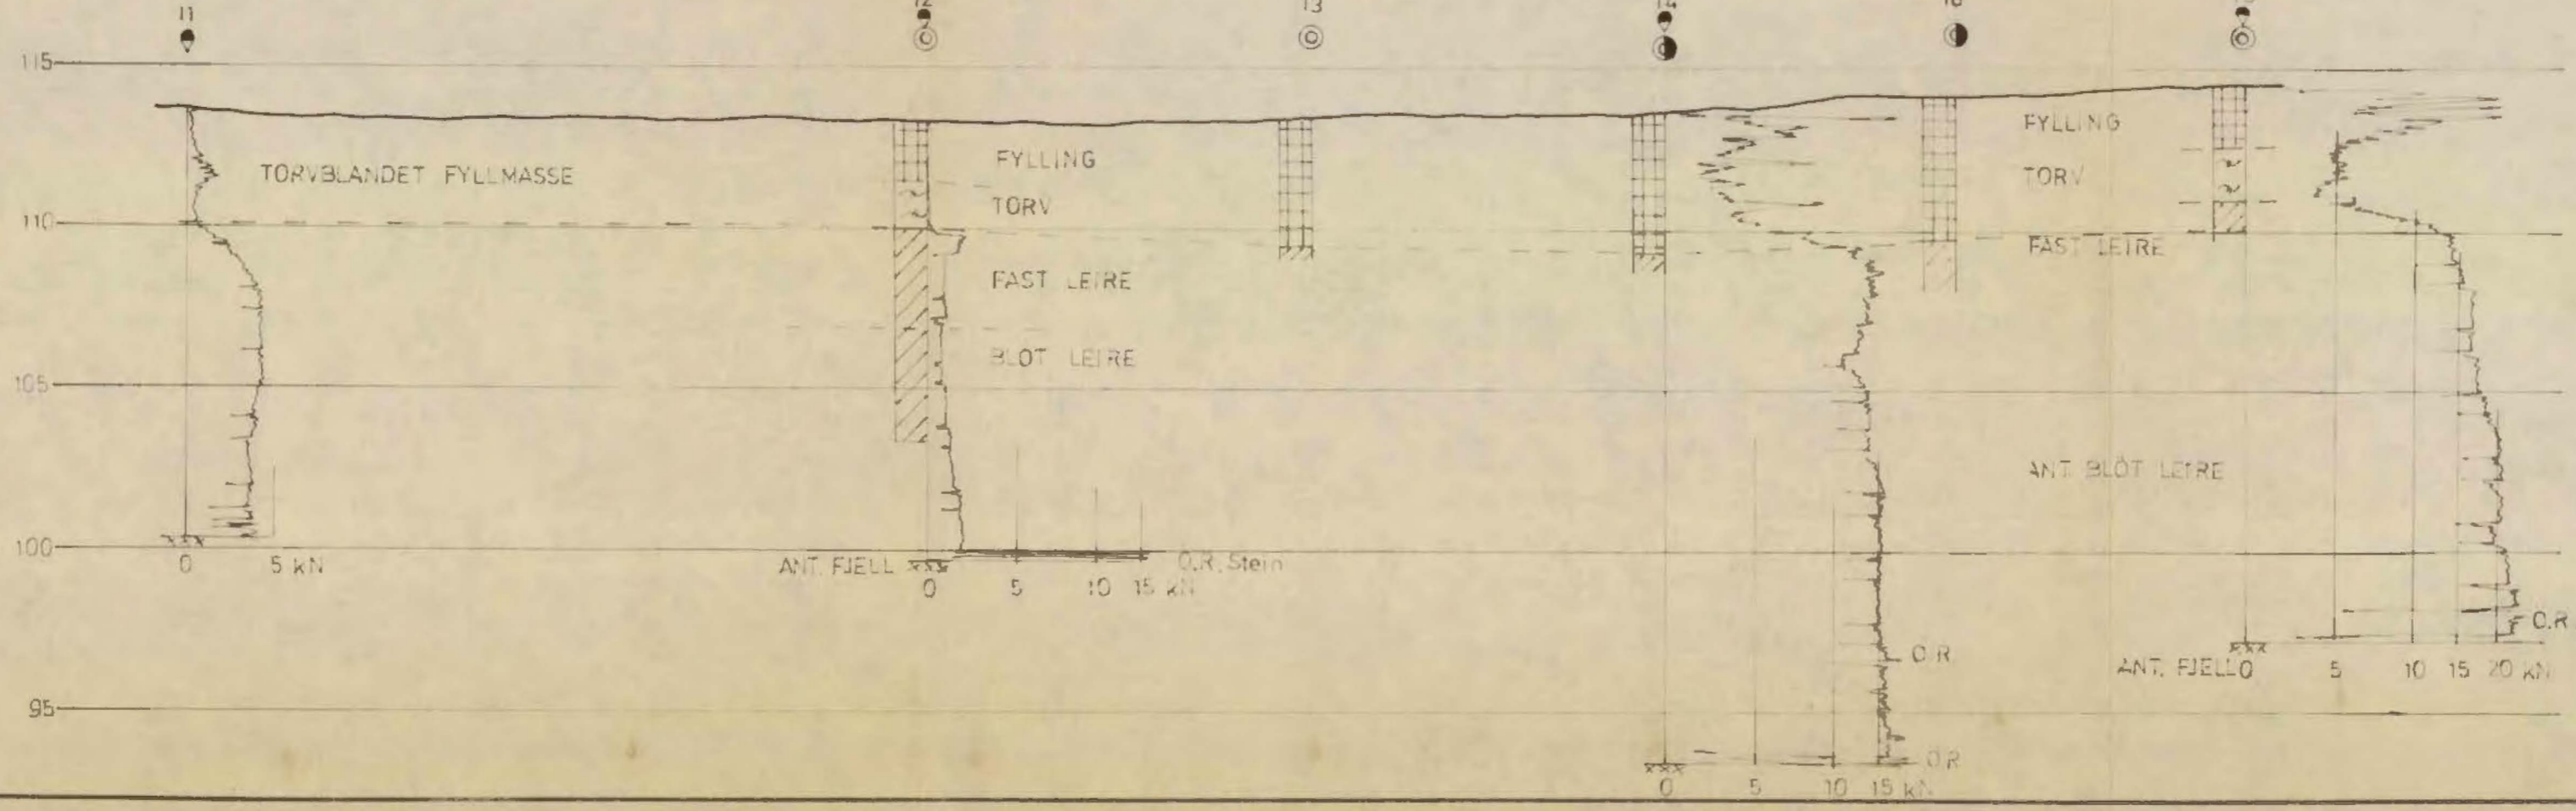 11
13
115
FYLLING
FYLLING
TORVBLANDET FYLLMASSE
TORV
TORV
110
FAST LEIRE
FAST LEIRE
BLØT LEIRE
105
ANT. BLØT LEIRE
100
0 5 kN
ANT. FJELL
O.R. Stein
0 5 10 15 kN
O.R
O.R
ANT. FJELL 0 5 10 15 20 kN
95
O.R
0 5 10 15 kN